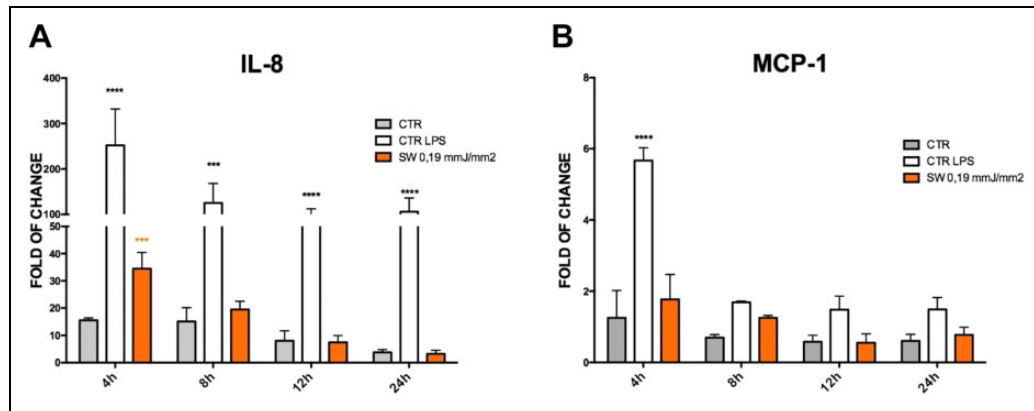 A
IL-8
FOLD OF CHANGE
400
300
200
100
50
40
30
20
10
0
****
***
***
****
****
CTR
CTR LPS
SW 0,19 mmJ/mm2
4h
8h
12h
24h
B
MCP-1
FOLD OF CHANGE
8
6
4
2
0
****
CTR
CTR LPS
SW 0,19 mmJ/mm2
4h
8h
12h
24h